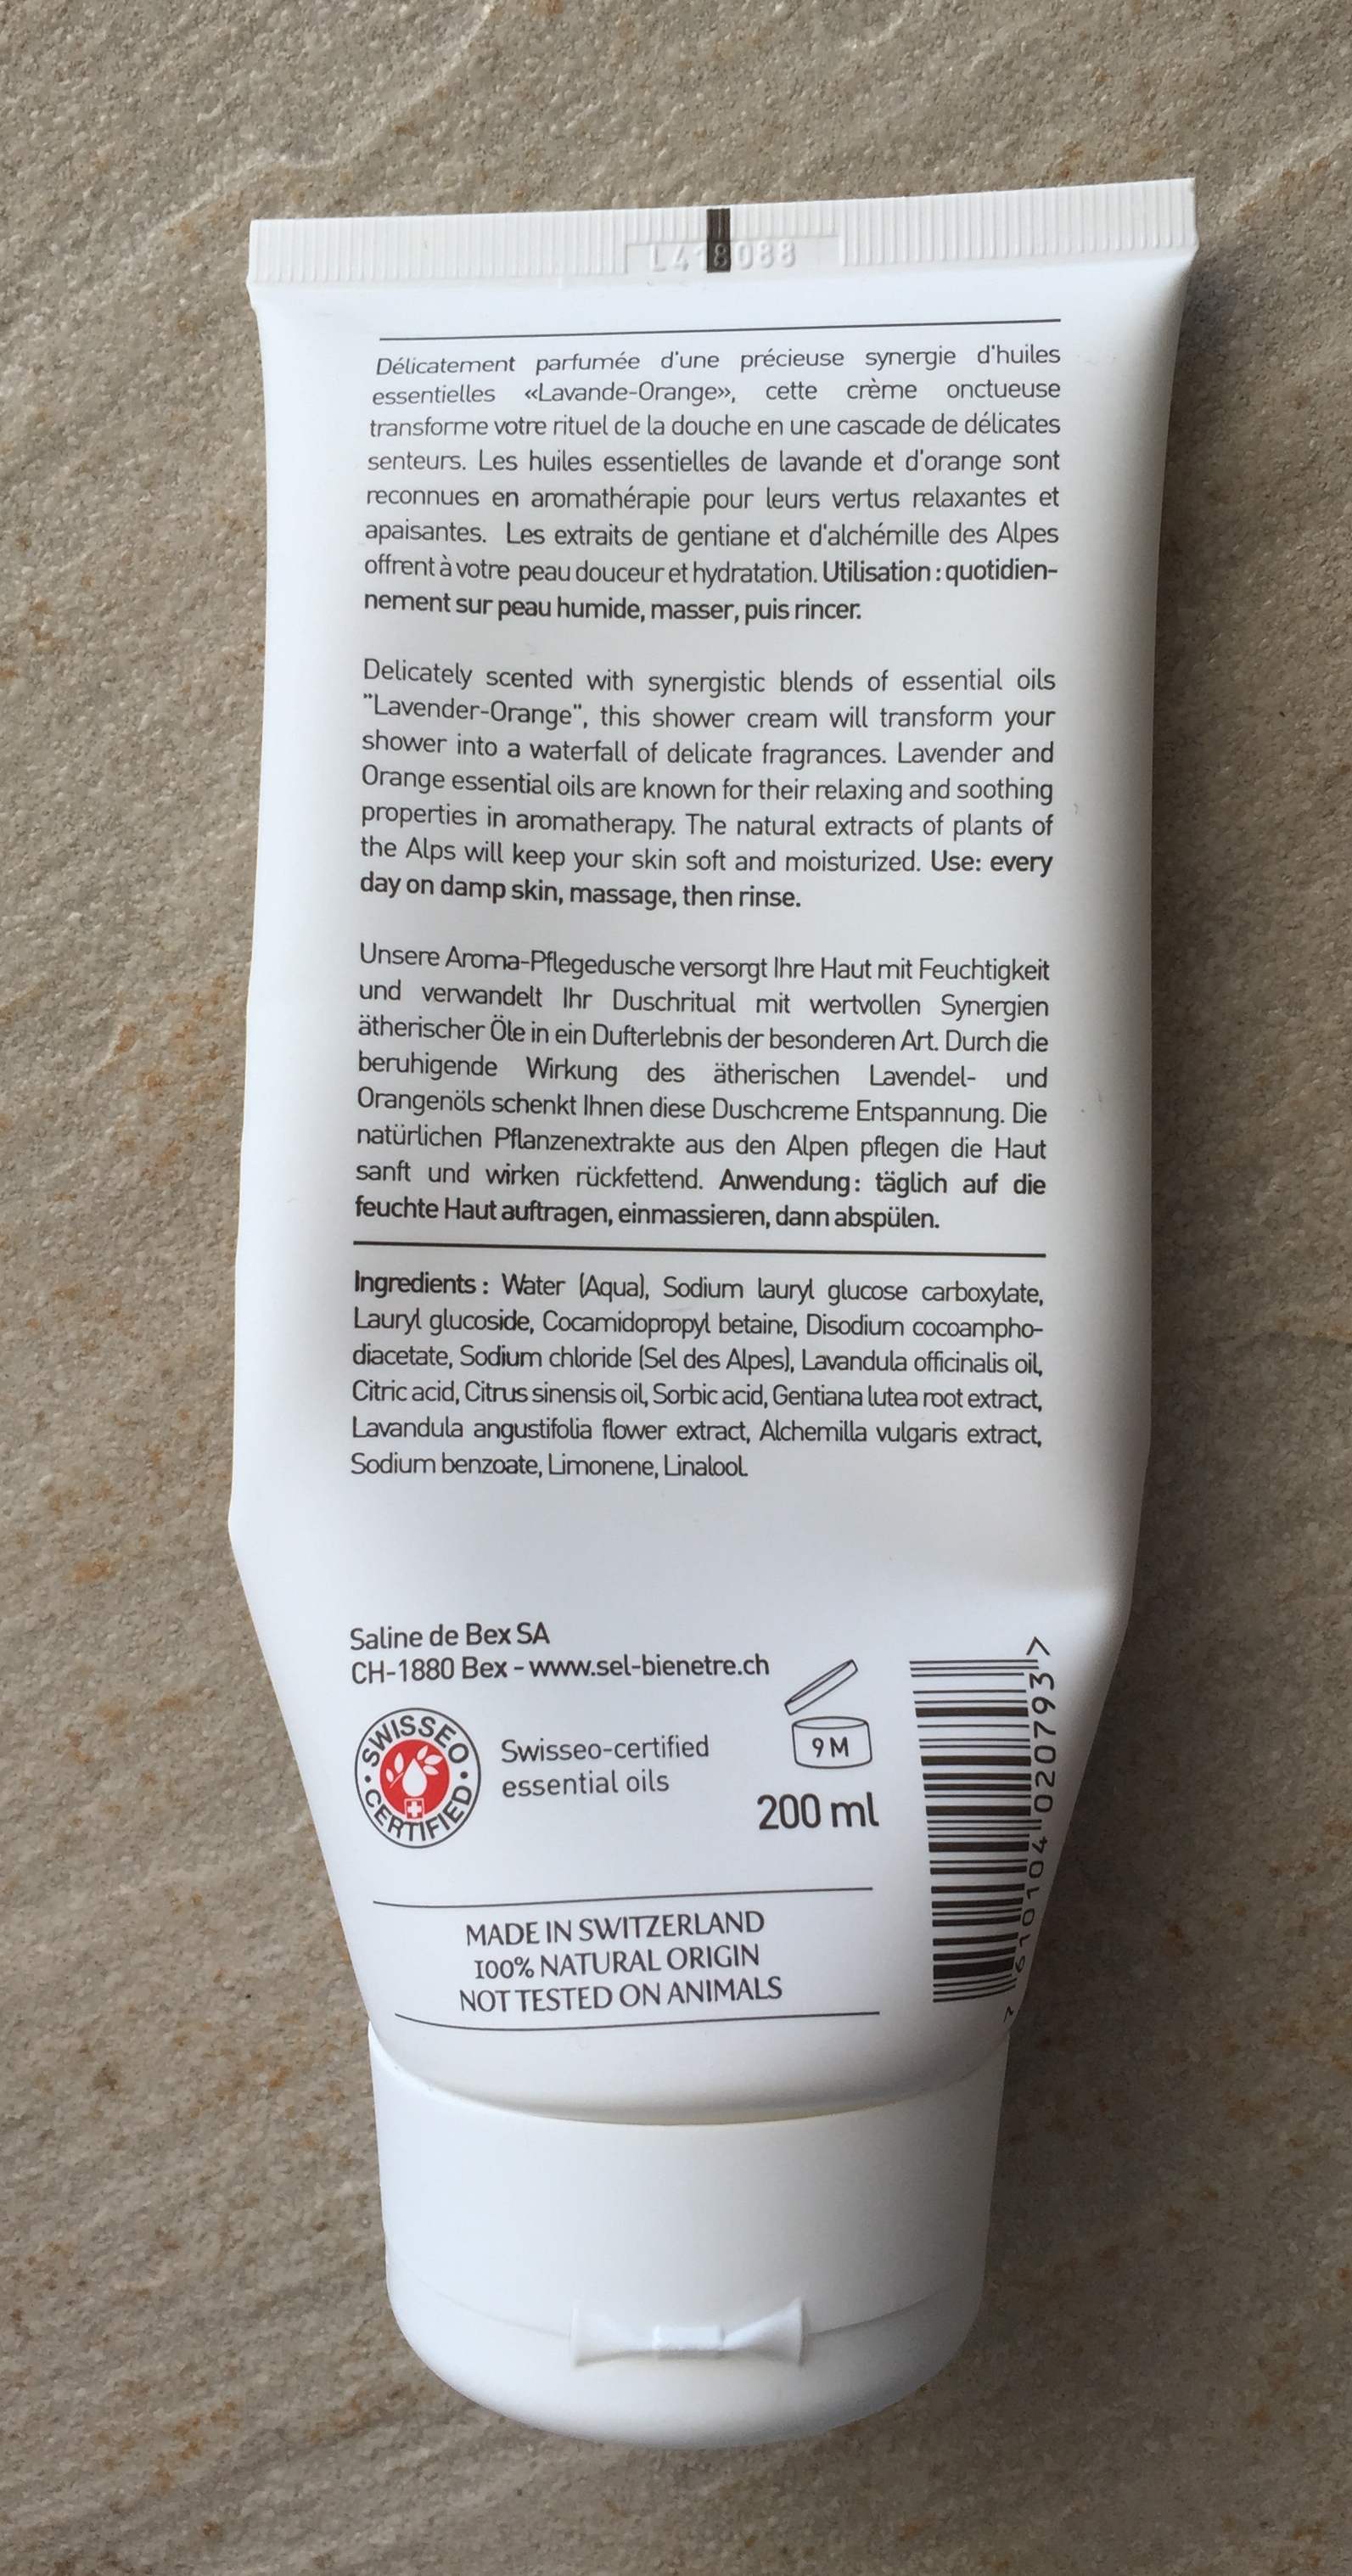 L418088
Délicatement parfumée d'une précieuse synergie d'huiles
essentielles «Lavande-Orange», cette crème onctueuse
transforme votre rituel de la douche en une cascade de délicates
senteurs. Les huiles essentielles de lavande et d'orange sont
reconnues en aromathérapie pour leurs vertus relaxantes et
apaisantes. Les extraits de gentiane et d'alchémille des Alpes
offrent à votre peau douceur et hydratation. Utilisation : quotidien-
nement sur peau humide, masser, puis rincer.
Delicately scented with synergistic blends of essential oils
"Lavender-Orange", this shower cream will transform your
shower into a waterfall of delicate fragrances. Lavender and
Orange essential oils are known for their relaxing and soothing
properties in aromatherapy. The natural extracts of plants of
the Alps will keep your skin soft and moisturized. Use: every
day on damp skin, massage, then rinse.
Unsere Aroma-Pflegedusche versorgt Ihre Haut mit Feuchtigkeit
und verwandelt Ihr Duschritual mit wertvollen Synergien
ätherischer Öle in ein Dufterlebnis der besonderen Art. Durch die
beruhigende Wirkung des ätherischen Lavendel- und
Orangenöls schenkt Ihnen diese Duschcreme Entspannung. Die
natürlichen Pflanzenextrakte aus den Alpen pflegen die Haut
sanft und wirken rückfettend. Anwendung: täglich auf die
feuchte Haut auftragen, einmassieren, dann abspülen.
Ingredients : Water (Aqua), Sodium lauryl glucose carboxylate,
Lauryl glucoside, Cocamidopropyl betaine, Disodium cocoampho-
diacetate, Sodium chloride (Sel des Alpes), Lavandula officinalis oil,
Citric acid, Citrus sinensis oil, Sorbic acid, Gentiana lutea root extract,
Lavandula angustifolia flower extract, Alchemilla vulgaris extract,
Sodium benzoate, Limonene, Linalool.
Saline de Bex SA
CH-1880 Bex - www.sel-bienetre.ch
SWISSEO
CERTIFIED
Swisseo-certified
essential oils
9 M
200 ml
7 610104 020793 >
MADE IN SWITZERLAND
100% NATURAL ORIGIN
NOT TESTED ON ANIMALS